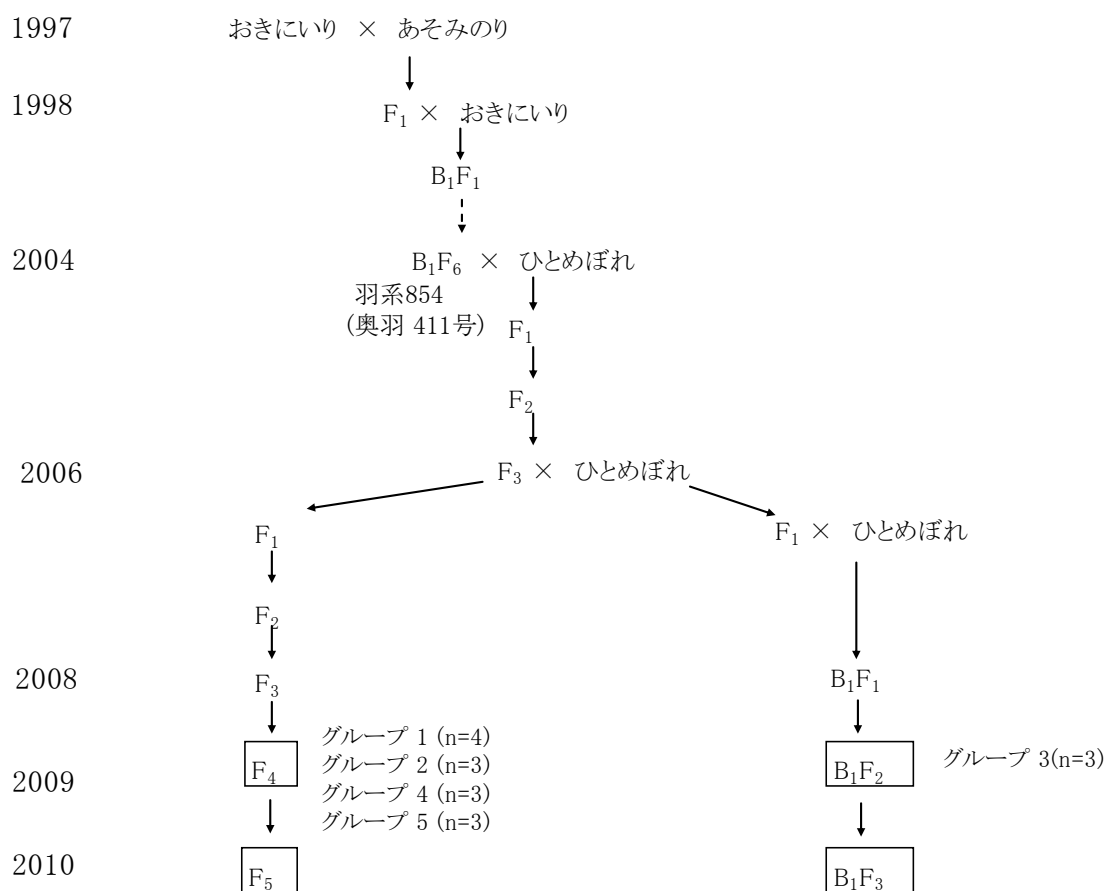 1997 おきにいり × あそみのり
1998 F₁ × おきにいり
B₁F₁
2004 B₁F₆ × ひとめぼれ
羽系854
(奥羽 411号) F₁
F₂
2006 F₃ × ひとめぼれ
F₁ F₁ × ひとめぼれ
F₂
2008 F₃ B₁F₁
グループ 1 (n=4)
グループ 2 (n=3)
グループ 4 (n=3)
グループ 5 (n=3)
2009 F₄ B₁F₂ グループ 3(n=3)
2010 F₅ B₁F₃